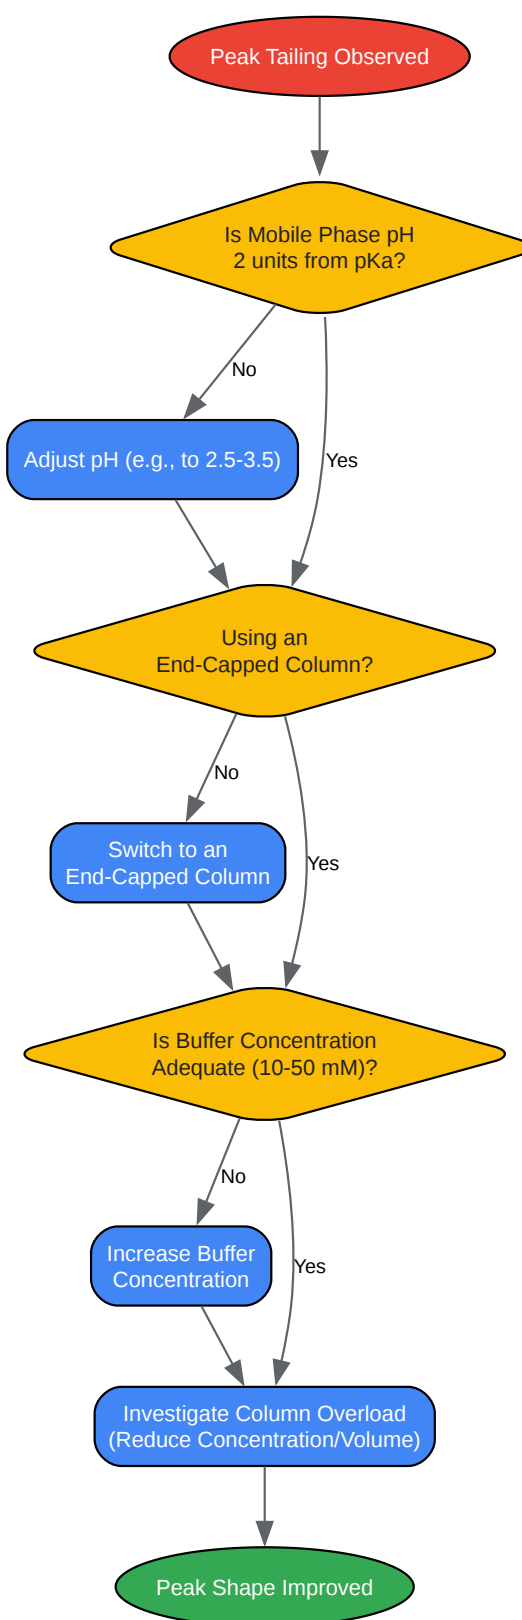 Peak Tailing Observed
Is Mobile Phase pH
2 units from pKa?
No
Adjust pH (e.g., to 2.5-3.5)
Yes
Using an
End-Capped Column?
No
Switch to an
End-Capped Column
Yes
Is Buffer Concentration
Adequate (10-50 mM)?
No
Increase Buffer
Concentration
Yes
Investigate Column Overload
(Reduce Concentration/Volume)
Peak Shape Improved